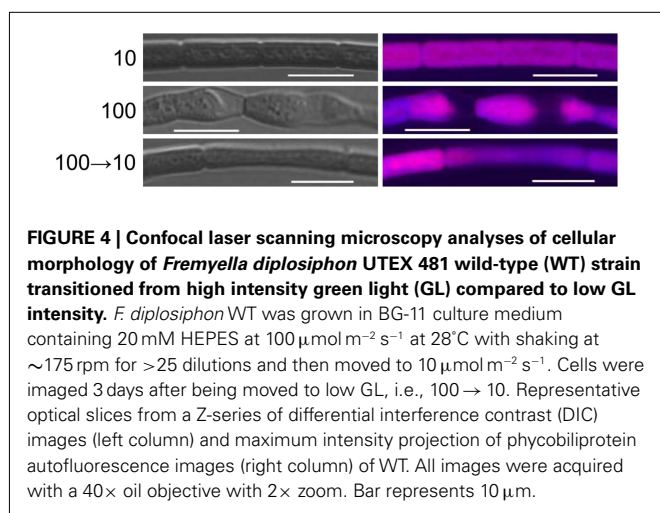 10
100
100→10
FIGURE 4 | Confocal laser scanning microscopy analyses of cellular
morphology of Fremyella diplosiphon UTEX 481 wild-type (WT) strain
transitioned from high intensity green light (GL) compared to low GL
intensity. F. diplosiphon WT was grown in BG-11 culture medium
containing 20 mM HEPES at 100 μmol m⁻² s⁻¹ at 28°C with shaking at
∼175 rpm for >25 dilutions and then moved to 10 μmol m⁻² s⁻¹. Cells were
imaged 3 days after being moved to low GL, i.e., 100 → 10. Representative
optical slices from a Z-series of differential interference contrast (DIC)
images (left column) and maximum intensity projection of phycobiliprotein
autofluorescence images (right column) of WT. All images were acquired
with a 40× oil objective with 2× zoom. Bar represents 10 μm.